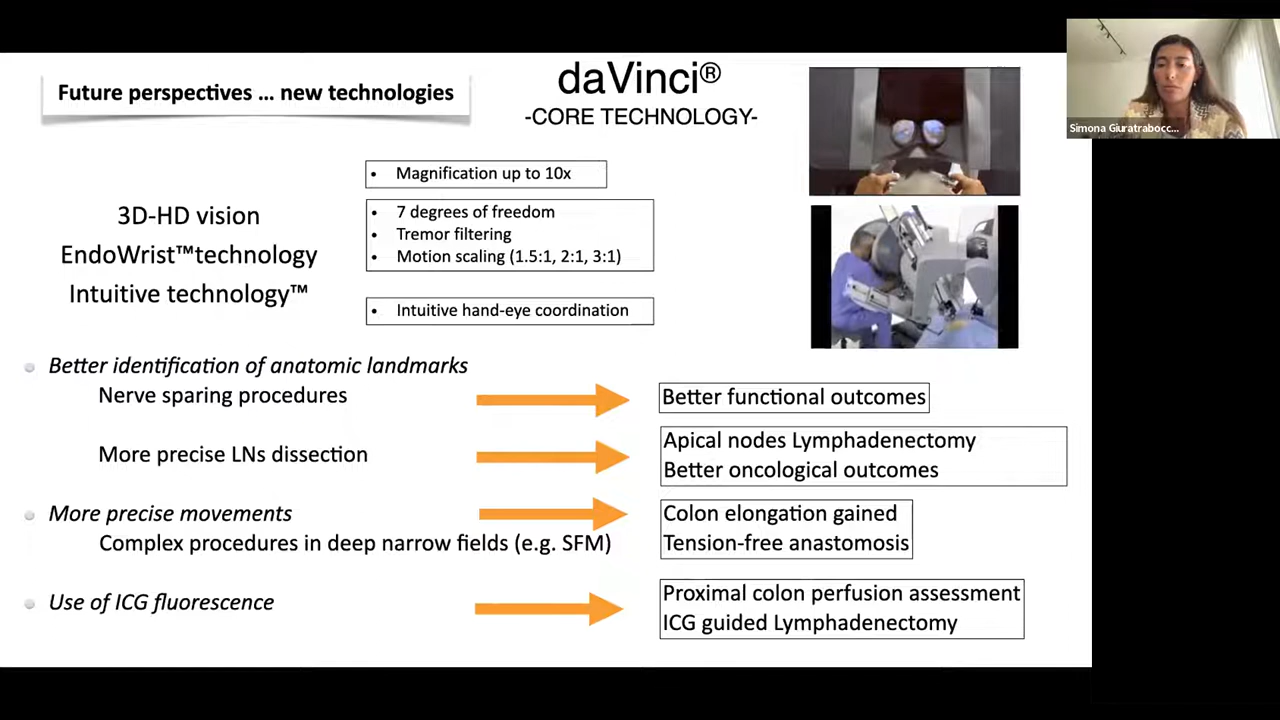 Future perspectives ... new technologies
daVinci®
-CORE TECHNOLOGY-
Simona Giuratrabocc...
• Magnification up to 10x
3D-HD vision
• 7 degrees of freedom
• Tremor filtering
EndoWrist™technology
• Motion scaling (1.5:1, 2:1, 3:1)
Intuitive technology™
• Intuitive hand-eye coordination
Better identification of anatomic landmarks
Nerve sparing procedures
Better functional outcomes
More precise LNs dissection
Apical nodes Lymphadenectomy
Better oncological outcomes
More precise movements
Colon elongation gained
Complex procedures in deep narrow fields (e.g. SFM)
Tension-free anastomosis
Use of ICG fluorescence
Proximal colon perfusion assessment
ICG guided Lymphadenectomy